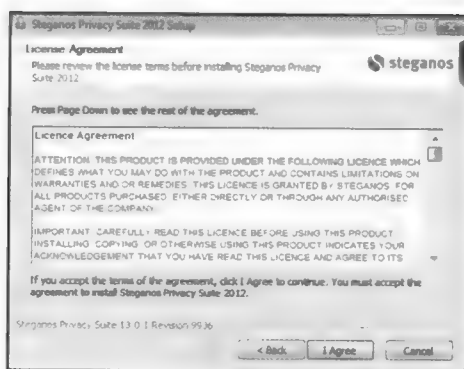 Steganos Privacy Suite 2012 Setup
License Agreement
Please review the license terms before installing Steganos Privacy
Suite 2012.
steganos
Press Page Down to see the rest of the agreement.
Licence Agreement
ATTENTION: THIS PRODUCT IS PROVIDED UNDER THE FOLLOWING LICENCE WHICH
DEFINES WHAT YOU MAY DO WITH THE PRODUCT AND CONTAINS LIMITATIONS ON
WARRANTIES AND OR REMEDIES. THIS LICENCE IS GRANTED BY STEGANOS FOR
ALL PRODUCTS PURCHASED EITHER DIRECTLY OR THROUGH ANY AUTHORISED
AGENT OF THE COMPANY.
IMPORTANT: CAREFULLY READ THIS LICENCE BEFORE USING THIS PRODUCT.
INSTALLING, COPYING, OR OTHERWISE USING THIS PRODUCT INDICATES YOUR
ACKNOWLEDGEMENT THAT YOU HAVE READ THIS LICENCE AND AGREE TO ITS
If you accept the terms of the agreement, click I Agree to continue. You must accept the
agreement to install Steganos Privacy Suite 2012.
Steganos Privacy Suite 13.0.1 Revision 9936
< Back
I Agree
Cancel